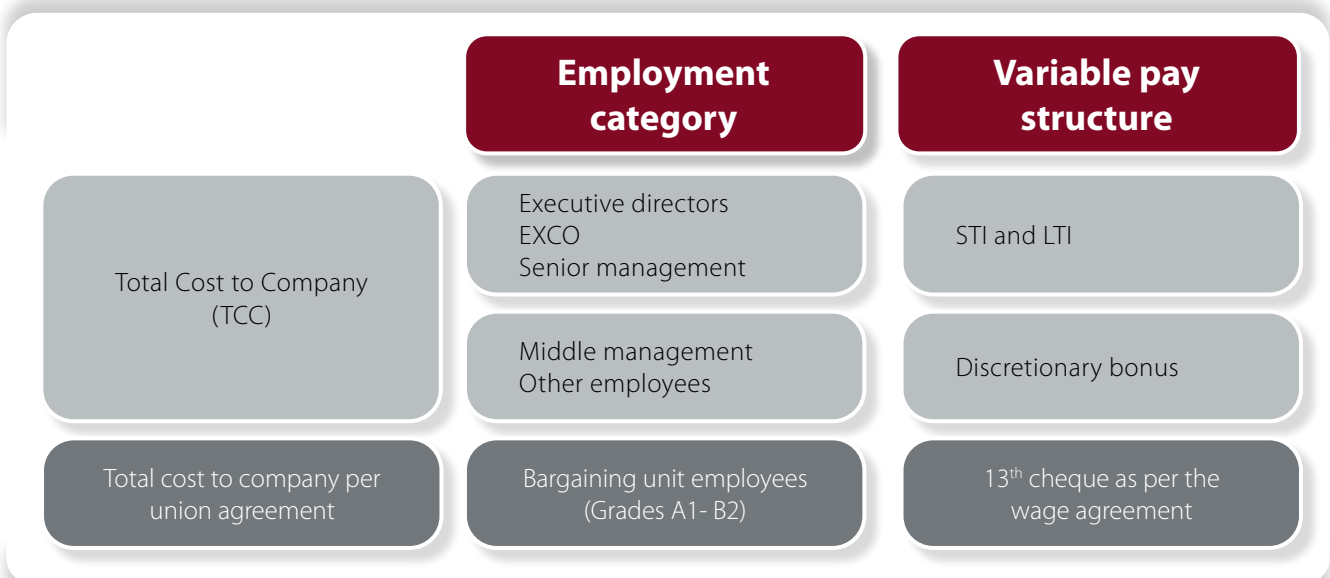 Employment
category
Variable pay
structure
Total Cost to Company
(TCC)
Executive directors
EXCO
Senior management
STI and LTI
Middle management
Other employees
Discretionary bonus
Total cost to company per
union agreement
Bargaining unit employees
(Grades A1- B2)
13th cheque as per the
wage agreement